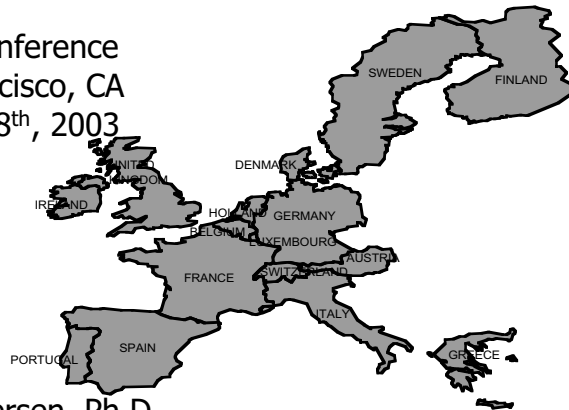 nference
cisco, CA
8th, 2003
SWEDEN
FINLAND
UNITED
KINGDOM
DENMARK
IRELAND
HOLLAND
GERMANY
BELGIUM
LUXEMBOURG
AUSTRIA
SWITZERLAND
FRANCE
ITALY
SPAIN
PORTUGAL
GREECE
ersen, Ph.D.